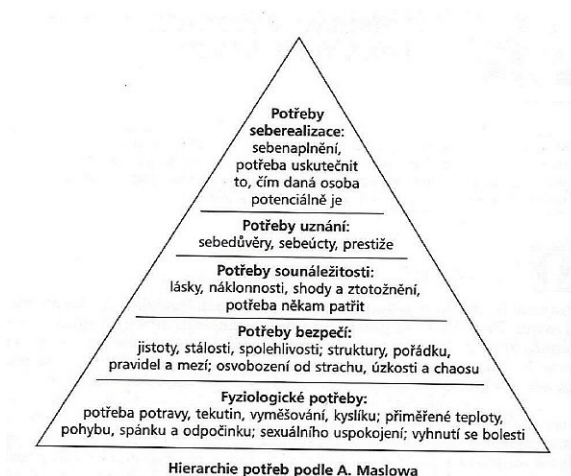 Potřeby
seberealizace:
sebenaplnění,
potřeba uskutečnit
to, čím daná osoba
potenciálně je
Potřeby uznání:
sebedůvěry, sebeúcty, prestiže
Potřeby sounáležitosti:
lásky, náklonnosti, shody a ztotožnění,
potřeba někam patřit
Potřeby bezpečí:
jistoty, stálosti, spolehlivosti; struktury, pořádku,
pravidel a mezí; osvobození od strachu, úzkosti a chaosu
Fyziologické potřeby:
potřeba potravy, tekutin, vyměšování, kyslíku; přiměřené teploty,
pohybu, spánku a odpočinku; sexuálního uspokojení; vyhnutí se bolesti
Hierarchie potřeb podle A. Maslowa